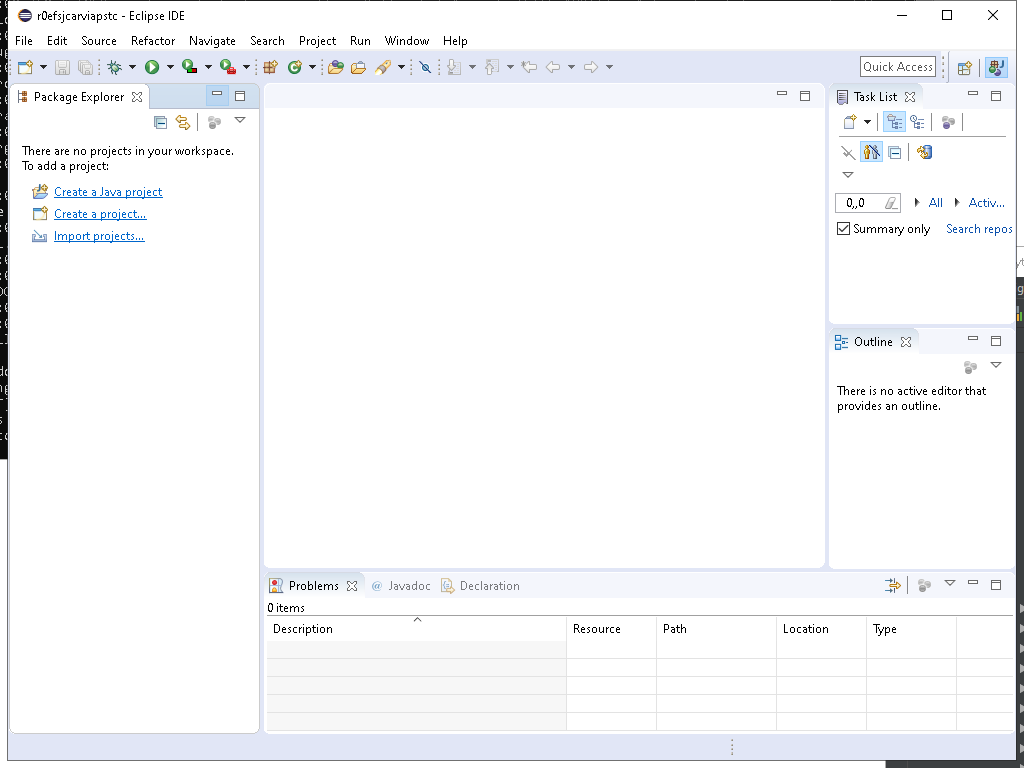 r0efsjcarviapstc - Eclipse IDE
File Edit Source Refactor Navigate Search Project Run Window Help
Quick Access
Package Explorer
There are no projects in your workspace.
To add a project:
Create a Java project
Create a project...
Import projects...
Task List
0,,0 All Activ...
Summary only Search repos
Outline
There is no active editor that
provides an outline.
Problems @ Javadoc Declaration
0 items
Description Resource Path Location Type